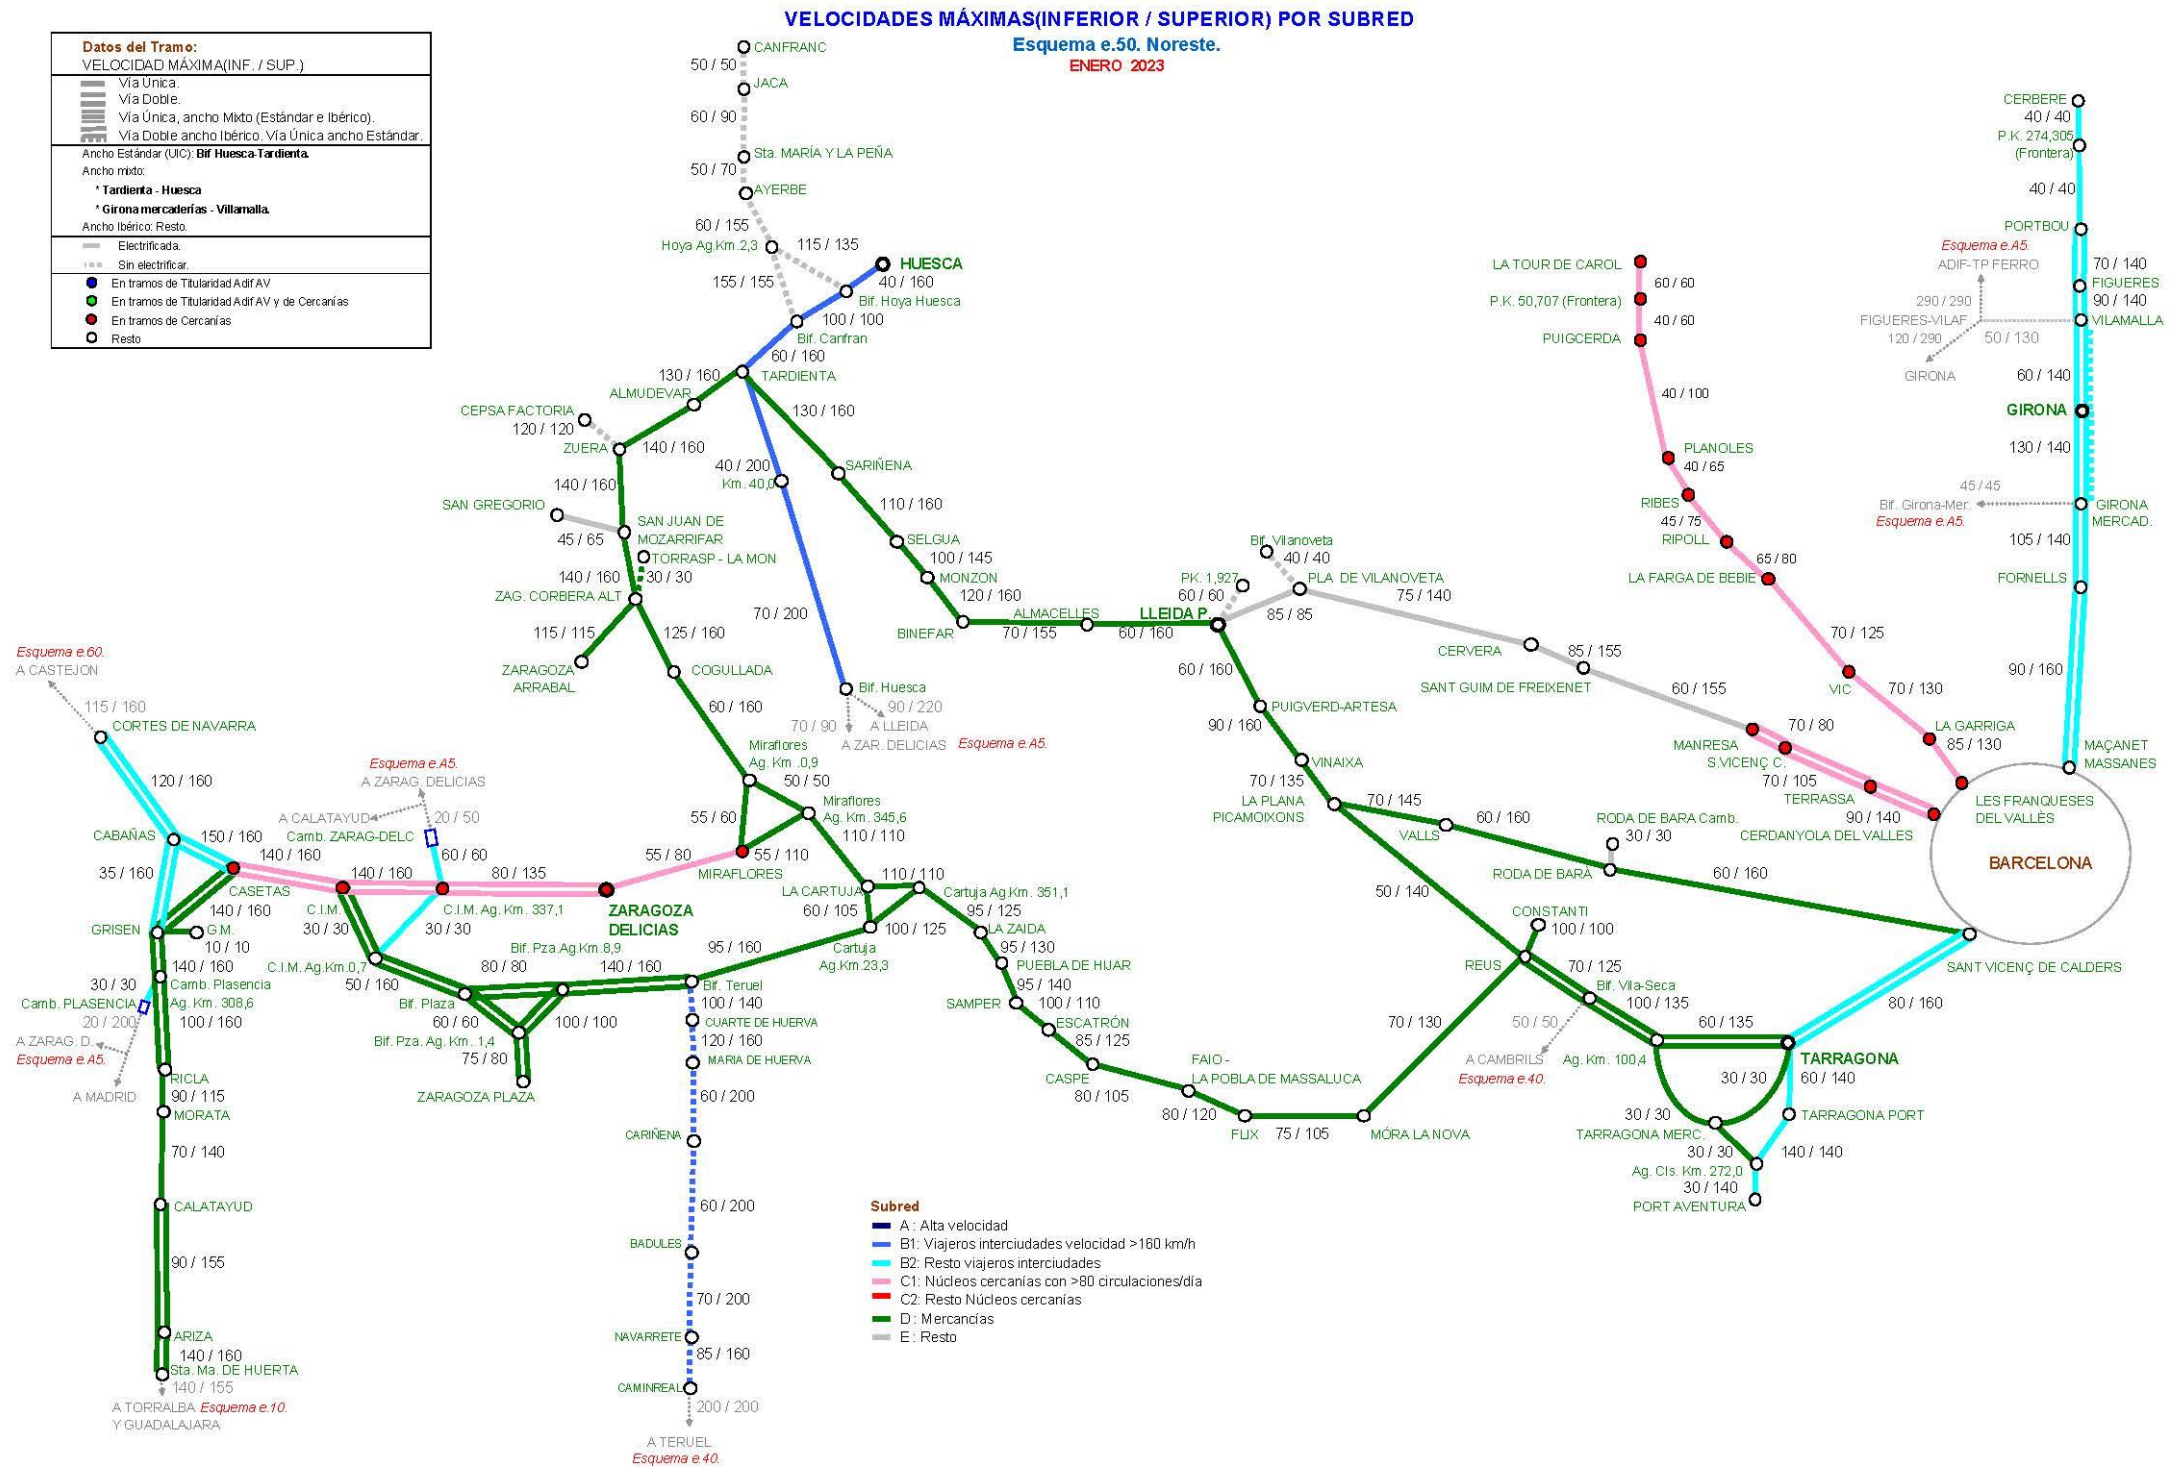 VELOCIDADES MÁXIMAS(INFERIOR / SUPERIOR) POR SUBRED
Esquema e.50. Noreste.
ENERO 2023
Datos del Tramo:
VELOCIDAD MÁXIMA(INF. / SUP.)
Vía Única.
Vía Doble.
Vía Única, ancho Mixto (Estándar e Ibérico).
Vía Doble ancho Ibérico. Vía Única ancho Estándar.
Ancho Estándar (UIC): Bif Huesca-Tardienta.
Ancho mixto:
* Tardienta - Huesca
* Girona mercaderías - Villamalla.
Ancho Ibérico: Resto.
Electrificada.
Sin electrificar.
En tramos de Titularidad Adif AV
En tramos de Titularidad Adif AV y de Cercanías
En tramos de Cercanías
Resto
CANFRANC
50 / 50
JACA
60 / 90
Sta. MARÍA Y LA PEÑA
50 / 70
AYERBE
60 / 155
Hoya Ag.Km.2,3
115 / 135
155 / 155
HUESCA
40 / 160
Bif. Hoya Huesca
100 / 100
Bif. Canfran
60 / 160
TARDIENTA
130 / 160
ALMUDEVAR
CEPSA FACTORIA
120 / 120
ZUERA
140 / 160
140 / 160
SAN GREGORIO
45 / 65
SAN JUAN DE
MOZARRIFAR
TORRASP - LA MON
140 / 160
30 / 30
ZAG. CORBERA ALT
115 / 115
125 / 160
ZARAGOZA
ARRABAL
COGULLADA
60 / 160
40 / 200
Km. 40,0
70 / 200
Bif. Huesca
90 / 220
70 / 90
A LLEIDA
A ZAR. DELICIAS
Esquema e.A5.
130 / 160
SARIÑENA
110 / 160
SELGUA
100 / 145
MONZON
120 / 160
BINEFAR
ALMACELLES
70 / 155
60 / 160
LLEIDA P.
PK. 1,927
60 / 60
Bif. Vilanoveta
40 / 40
PLA DE VILANOVETA
85 / 85
75 / 140
CERVERA
85 / 155
SANT GUIM DE FREIXENET
60 / 155
MANRESA
70 / 80
S.VICENÇ C.
70 / 105
TERRASSA
90 / 140
CERDANYOLA DEL VALLES
LA TOUR DE CAROL
60 / 60
P.K. 50,707 (Frontera)
40 / 60
PUIGCERDA
40 / 100
PLANOLES
40 / 65
RIBES
45 / 75
RIPOLL
65 / 80
LA FARGA DE BEBIE
70 / 125
VIC
70 / 130
LA GARRIGA
85 / 130
LES FRANQUESES
DEL VALLÈS
BARCELONA
CERBERE
40 / 40
P.K. 274,305
(Frontera)
40 / 40
PORTBOU
Esquema e.A5.
ADIF-TP FERRO
70 / 140
FIGUERES
90 / 140
290 / 290
FIGUERES-VILAF
VILAMALLA
120 / 290
50 / 130
GIRONA
60 / 140
GIRONA
130 / 140
45 / 45
Bif. Girona-Mer.
Esquema e.A5.
GIRONA
MERCAD.
105 / 140
FORNELLS
90 / 160
MAÇANET
MASSANES
60 / 160
PUIGVERD-ARTESA
90 / 160
VINAIXA
70 / 135
LA PLANA
PICAMOIXONS
70 / 145
VALLS
60 / 160
RODA DE BARA Camb.
30 / 30
RODA DE BARA
60 / 160
50 / 140
SANT VICENÇ DE CALDERS
80 / 160
CONSTANTI
100 / 100
REUS
70 / 125
Bif. Vila-Seca
100 / 135
50 / 50
A CAMBRILS
Esquema e.40.
60 / 135
Ag. Km. 100,4
TARRAGONA
60 / 140
30 / 30
30 / 30
TARRAGONA MERC.
TARRAGONA PORT
30 / 30
140 / 140
Ag. Cls. Km. 272,0
30 / 140
PORT AVENTURA
Esquema e.60.
A CASTEJON
115 / 160
CORTES DE NAVARRA
120 / 160
CABAÑAS
150 / 160
35 / 160
CASETAS
140 / 160
140 / 160
GRISEN
G.M.
10 / 10
Esquema e.A5.
A ZARAG. DELICIAS
A CALATAYUD
20 / 50
Camb. ZARAG-DELC
140 / 160
60 / 60
80 / 135
C.I.M.
C.I.M. Ag. Km. 337,1
30 / 30
30 / 30
ZARAGOZA
DELICIAS
55 / 80
Miraflores
Ag. Km. .0,9
50 / 50
Miraflores
Ag. Km. 345,6
55 / 60
110 / 110
55 / 110
MIRAFLORES
LA CARTUJA
110 / 110
Cartuja Ag.Km. 351,1
60 / 105
100 / 125
Cartuja
Ag.Km.23,3
95 / 125
LA ZAIDA
95 / 130
PUEBLA DE HIJAR
95 / 140
SAMPER
100 / 110
ESCATRÓN
85 / 125
CASPE
80 / 105
FAIO -
LA POBLA DE MASSALUCA
80 / 120
FLIX
75 / 105
MÓRA LA NOVA
70 / 130
C.I.M. Ag.Km.0,7
50 / 160
Bif. Pza.Ag.Km.8,9
80 / 80
140 / 160
95 / 160
Bif. Plaza
60 / 60
100 / 100
Bif. Pza. Ag. Km. 1,4
75 / 80
ZARAGOZA PLAZA
Bif. Teruel
100 / 140
CUARTE DE HUERVA
120 / 160
MARIA DE HUERVA
60 / 200
CARIÑENA
60 / 200
BADULES
70 / 200
NAVARRETE
85 / 160
CAMINREAL
200 / 200
A TERUEL
Esquema e.40.
140 / 160
30 / 30
Camb. Plasencia
Ag. Km. 308,6
Camb. PLASENCIA
20 / 200
100 / 160
A ZARAG. D.
Esquema e.A5.
A MADRID
RICLA
90 / 115
MORATA
70 / 140
CALATAYUD
90 / 155
ARIZA
140 / 160
Sta. Ma. DE HUERTA
140 / 155
A TORRALBA Esquema e.10.
Y GUADALAJARA
Subred
A : Alta velocidad
B1: Viajeros interciudades velocidad >160 km/h
B2: Resto viajeros interciudades
C1: Núcleos cercanías con >80 circulaciones/día
C2: Resto Núcleos cercanías
D : Mercancías
E : Resto